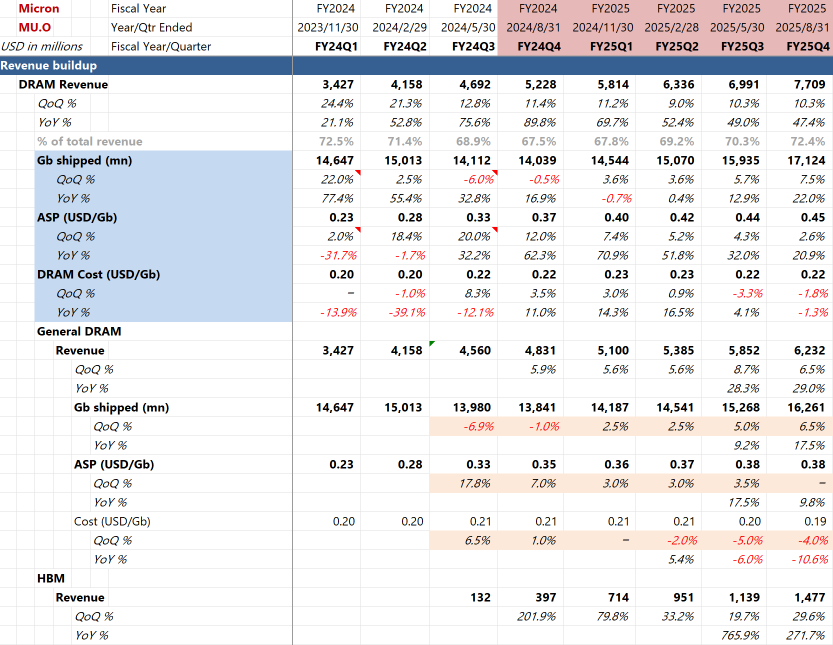 Micron Fiscal Year FY2024 FY2024 FY2024 FY2024 FY2025 FY2025 FY2025 FY2025
MU.O Year/Qtr Ended 2023/11/30 2024/2/29 2024/5/30 2024/8/31 2024/11/30 2025/2/28 2025/5/30 2025/8/31
USD in millions Fiscal Year/Quarter FY24Q1 FY24Q2 FY24Q3 FY24Q4 FY25Q1 FY25Q2 FY25Q3 FY25Q4
Revenue buildup
DRAM Revenue 3,427 4,158 4,692 5,228 5,814 6,336 6,991 7,709
QoQ % 24.4% 21.3% 12.8% 11.4% 11.2% 9.0% 10.3% 10.3%
YoY % 21.1% 52.8% 75.6% 89.8% 69.7% 52.4% 49.0% 47.4%
% of total revenue 72.5% 71.4% 68.9% 67.5% 67.8% 69.2% 70.3% 72.4%
Gb shipped (mn) 14,647 15,013 14,112 14,039 14,544 15,070 15,935 17,124
QoQ % 22.0% 2.5% -6.0% -0.5% 3.6% 3.6% 5.7% 7.5%
YoY % 77.4% 55.4% 32.8% 16.9% -0.7% 0.4% 12.9% 22.0%
ASP (USD/Gb) 0.23 0.28 0.33 0.37 0.40 0.42 0.44 0.45
QoQ % 2.0% 18.4% 20.0% 12.0% 7.4% 5.2% 4.3% 2.6%
YoY % -31.7% -1.7% 32.2% 62.3% 70.9% 51.8% 32.0% 20.9%
DRAM Cost (USD/Gb) 0.20 0.20 0.22 0.22 0.23 0.23 0.22 0.22
QoQ % – -1.0% 8.3% 3.5% 3.0% 0.9% -3.3% -1.8%
YoY % -13.9% -39.1% -12.1% 11.0% 14.3% 16.5% 4.1% -1.3%
General DRAM
Revenue 3,427 4,158 4,560 4,831 5,100 5,385 5,852 6,232
QoQ % 5.9% 5.6% 5.6% 8.7% 6.5%
YoY % 28.3% 29.0%
Gb shipped (mn) 14,647 15,013 13,980 13,841 14,187 14,541 15,268 16,261
QoQ % -6.9% -1.0% 2.5% 2.5% 5.0% 6.5%
YoY % 9.2% 17.5%
ASP (USD/Gb) 0.23 0.28 0.33 0.35 0.36 0.37 0.38 0.38
QoQ % 17.8% 7.0% 3.0% 3.0% 3.5% –
YoY % 17.5% 9.8%
Cost (USD/Gb) 0.20 0.20 0.21 0.21 0.21 0.21 0.20 0.19
QoQ % 6.5% 1.0% – -2.0% -5.0% -4.0%
YoY % 5.4% -6.0% -10.6%
HBM
Revenue 132 397 714 951 1,139 1,477
QoQ % 201.9% 79.8% 33.2% 19.7% 29.6%
YoY % 765.9% 271.7%